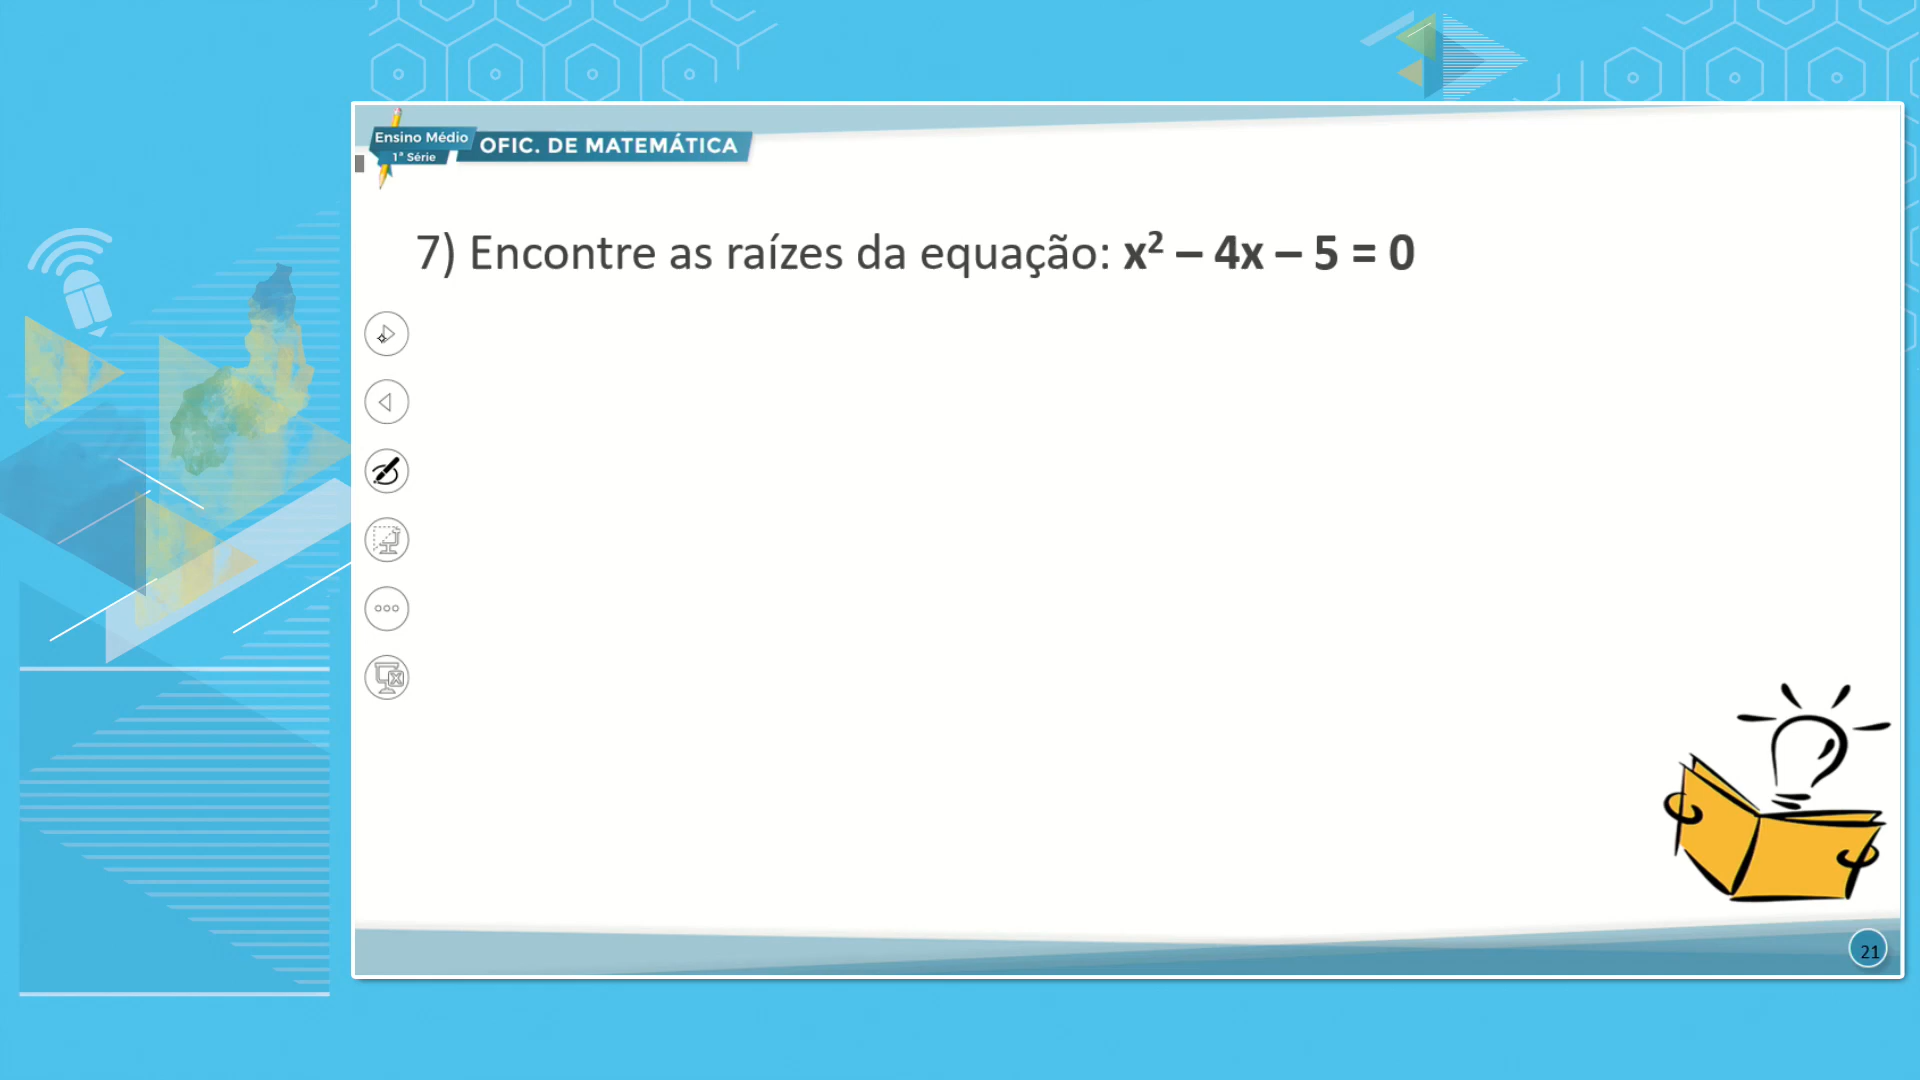 Ensino Médio
1ª Série
OFIC. DE MATEMÁTICA
7) Encontre as raízes da equação: x² – 4x – 5 = 0
21